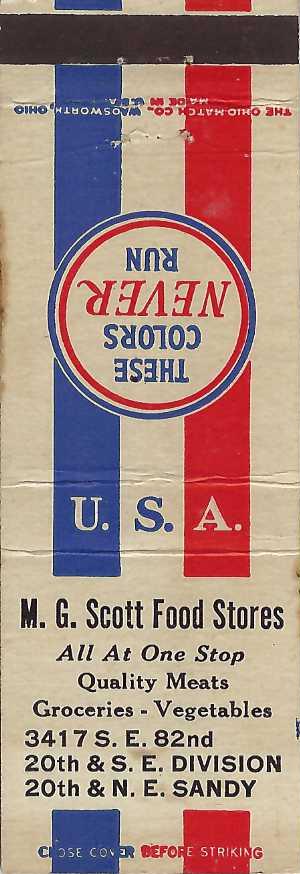 THE OHIO MATCH CO., WADSWORTH, OHIO
MADE IN U.S.A.
THESE
COLORS
NEVER
RUN
U. S. A.
M. G. Scott Food Stores
All At One Stop
Quality Meats
Groceries - Vegetables
3417 S. E. 82nd
20th & S. E. DIVISION
20th & N. E. SANDY
CLOSE COVER BEFORE STRIKING